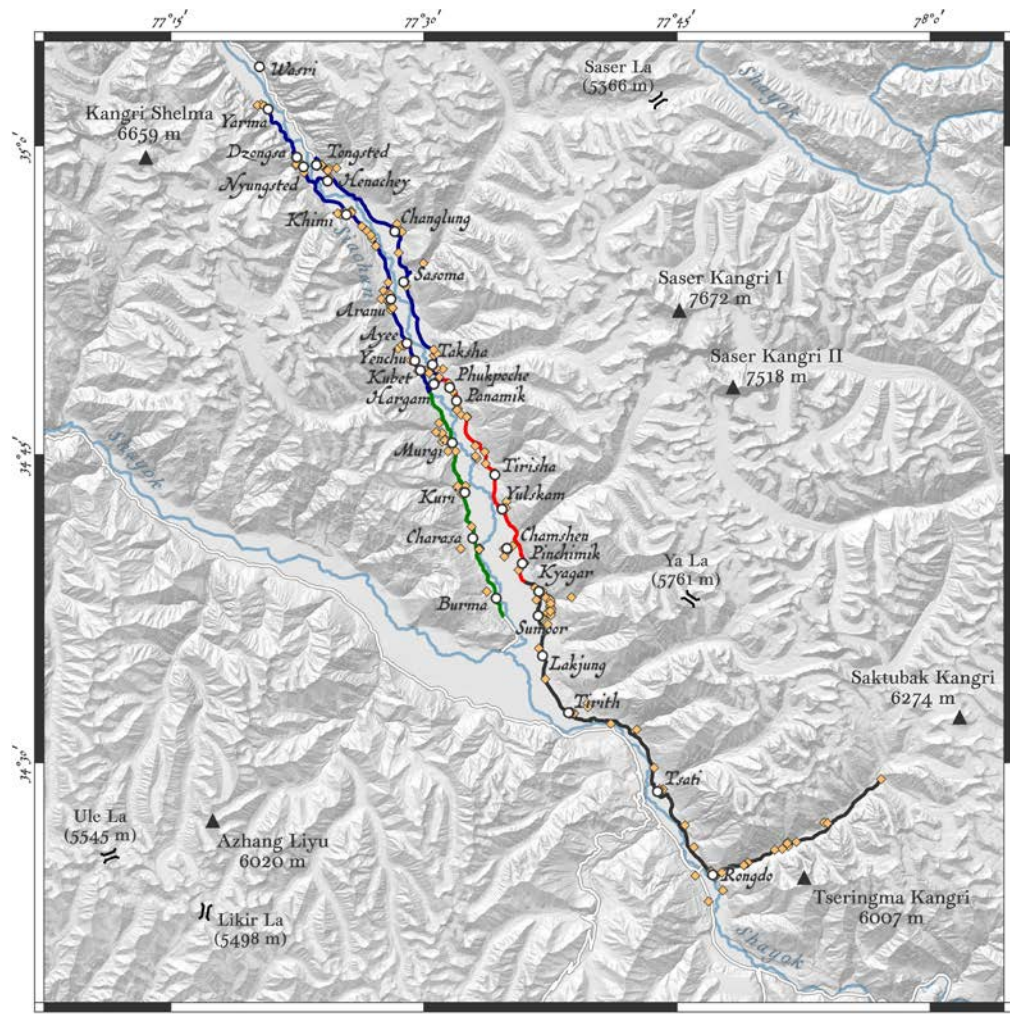 77°15'
77°30'
77°45'
78°0'
Wasri
Saser La
(5366 m)
Shayok
Kangri Shelma
6659 m
Yarma
35°0'
Dzongsa
Tongsted
Nyungsted
Henachey
Khimi
Changlung
Siachan
Sasoma
Saser Kangri I
7672 m
Aranu
Ayee
Yenchu
Taksha
Saser Kangri II
7518 m
Kubet
Phukpoche
Hargam
Panamik
34°45'
Shayok
Murgi
Tirisha
Kuri
Yulskam
Charasa
Chamshen
Pinchimik
Kyagar
Ya La
(5761 m)
Burma
Sumoor
Lakjung
Saktubak Kangri
6274 m
Tirith
34°30'
Tsati
Ule La
(5545 m)
Azhang Liyu
6020 m
Rongdo
Tseringma Kangri
6007 m
Likir La
(5498 m)
Shayok